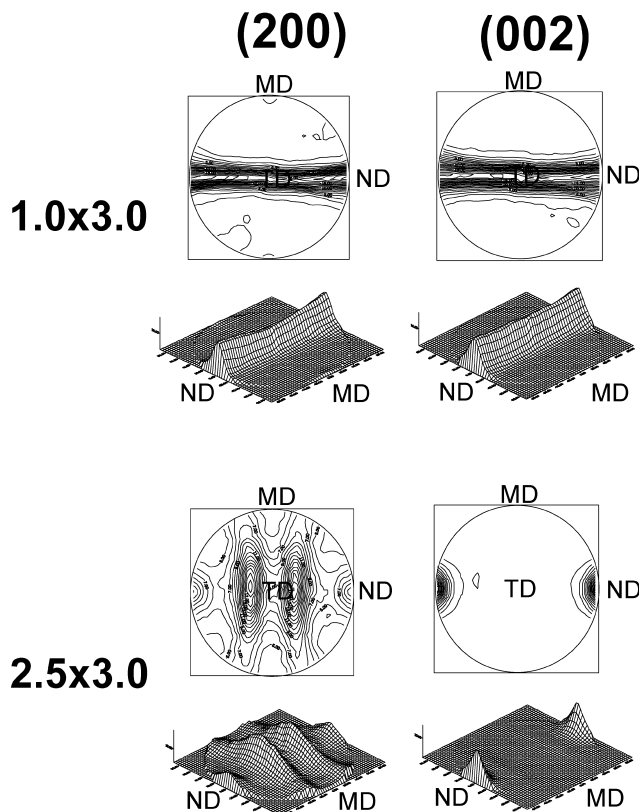 (200) (002)
MD MD
1.0x3.0
TD ND TD ND
ND MD ND MD
MD MD
2.5x3.0
TD ND TD ND
ND MD ND MD